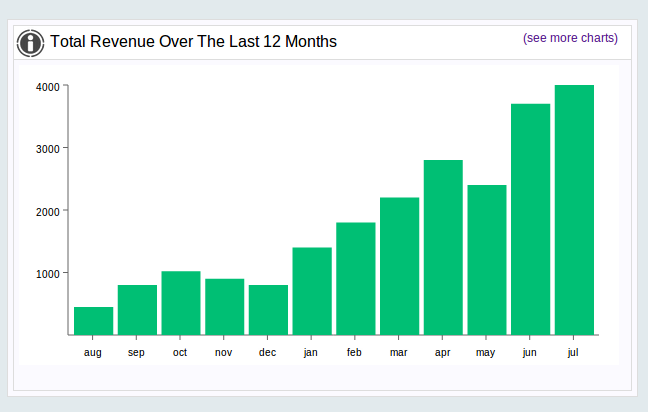 Total Revenue Over The Last 12 Months
(see more charts)
4000
3000
2000
1000
aug sep oct nov dec jan feb mar apr may jun jul